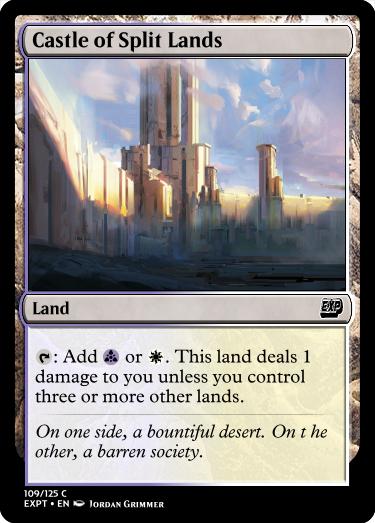 Castle of Split Lands
Land
EXP
: Add or . This land deals 1
damage to you unless you control
three or more other lands.
On one side, a bountiful desert. On t he
other, a barren society.
109/125 C
EXPT • EN Jordan Grimmer